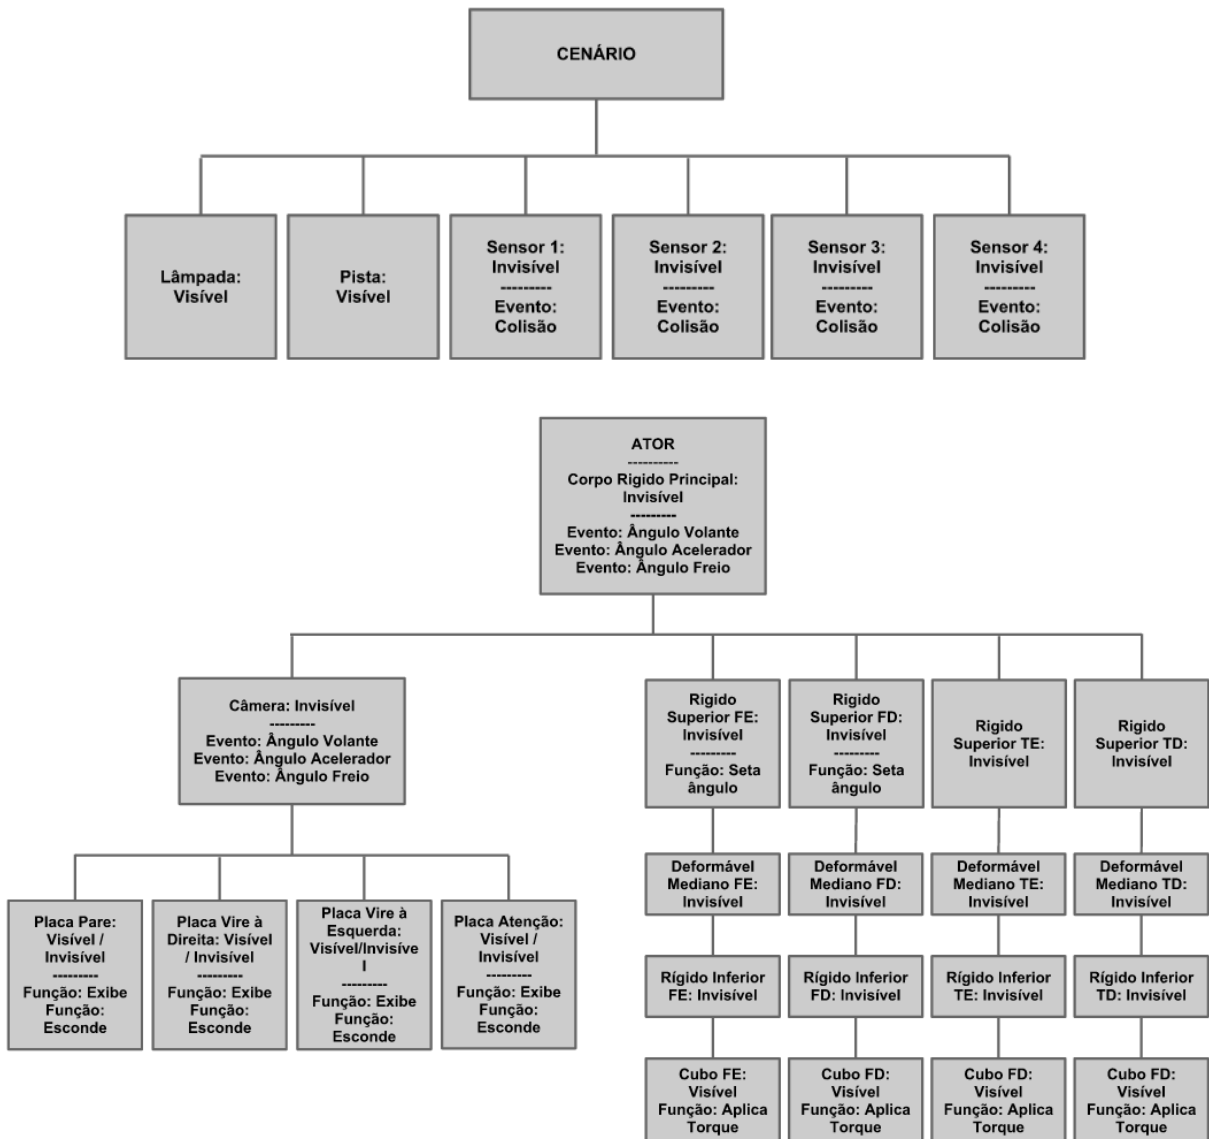 CENÁRIO
Lâmpada:
Visível
Pista:
Visível
Sensor 1:
Invisível
---------
Evento:
Colisão
Sensor 2:
Invisível
---------
Evento:
Colisão
Sensor 3:
Invisível
---------
Evento:
Colisão
Sensor 4:
Invisível
---------
Evento:
Colisão
ATOR
----------
Corpo Rigido Principal:
Invisível
---------
Evento: Ângulo Volante
Evento: Ângulo Acelerador
Evento: Ângulo Freio
Câmera: Invisível
---------
Evento: Ângulo Volante
Evento: Ângulo Acelerador
Evento: Ângulo Freio
Placa Pare:
Visível /
Invisível
---------
Função: Exibe
Função:
Esconde
Placa Vire à
Direita: Visível
/ Invisível
---------
Função: Exibe
Função:
Esconde
Placa Vire à
Esquerda:
Visível/Invisíve
l
---------
Função: Exibe
Função:
Esconde
Placa Atenção:
Visível /
Invisível
---------
Função: Exibe
Função:
Esconde
Rigido
Superior FE:
Invisível
---------
Função: Seta
ângulo
Rigido
Superior FD:
Invisível
---------
Função: Seta
ângulo
Rigido
Superior TE:
Invisível
Rigido
Superior TD:
Invisível
Deformável
Mediano FE:
Invisível
Deformável
Mediano FD:
Invisível
Deformável
Mediano TE:
Invisível
Deformável
Mediano TD:
Invisível
Rígido Inferior
FE: Invisível
Rígido Inferior
FD: Invisível
Rígido Inferior
TE: Invisível
Rígido Inferior
TD: Invisível
Cubo FE:
Visível
Função: Aplica
Torque
Cubo FD:
Visível
Função: Aplica
Torque
Cubo FD:
Visível
Função: Aplica
Torque
Cubo FD:
Visível
Função: Aplica
Torque